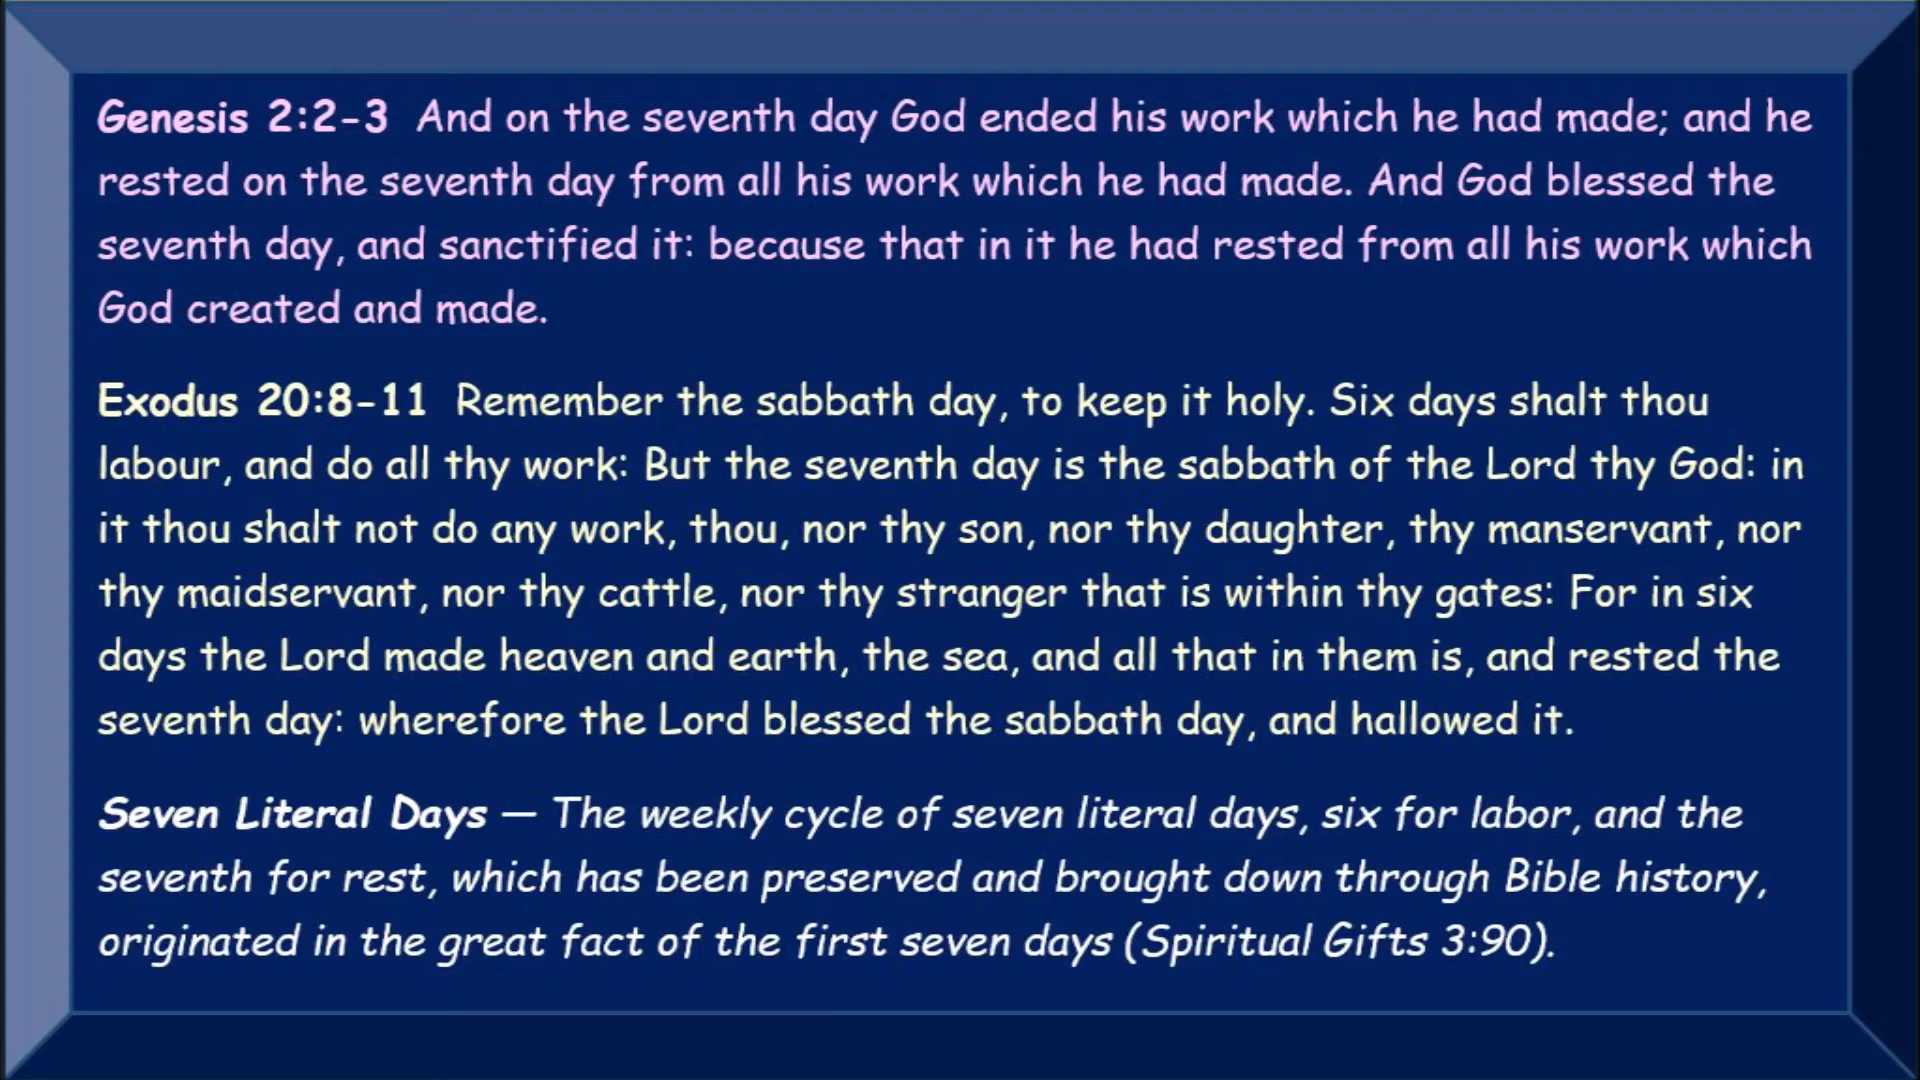 Genesis 2:2-3 And on the seventh day God ended his work which he had made; and he
rested on the seventh day from all his work which he had made. And God blessed the
seventh day, and sanctified it: because that in it he had rested from all his work which
God created and made.
Exodus 20:8-11 Remember the sabbath day, to keep it holy. Six days shalt thou
labour, and do all thy work: But the seventh day is the sabbath of the Lord thy God: in
it thou shalt not do any work, thou, nor thy son, nor thy daughter, thy manservant, nor
thy maidservant, nor thy cattle, nor thy stranger that is within thy gates: For in six
days the Lord made heaven and earth, the sea, and all that in them is, and rested the
seventh day: wherefore the Lord blessed the sabbath day, and hallowed it.
Seven Literal Days — The weekly cycle of seven literal days, six for labor, and the
seventh for rest, which has been preserved and brought down through Bible history,
originated in the great fact of the first seven days (Spiritual Gifts 3:90).